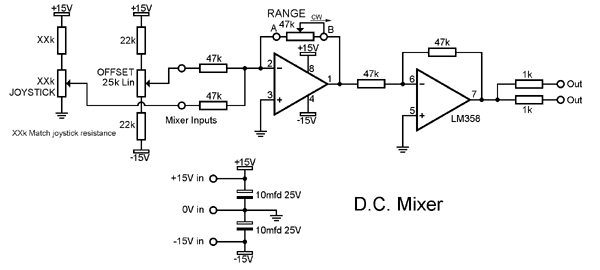 +15V
+15V
RANGE
CW
A
47k
B
+15V
XXk
22k
47k
OFFSET
25k Lin
XXk
JOYSTICK
47k
2
8
1
47k
6
7
1k
Out
47k
3
4
-15V
5
1k
Out
LM358
Mixer Inputs
22k
XXk Match joystick resistance
-15V
+15V
+15V in
10mfd 25V
0V in
10mfd 25V
-15V in
-15V
D.C. Mixer